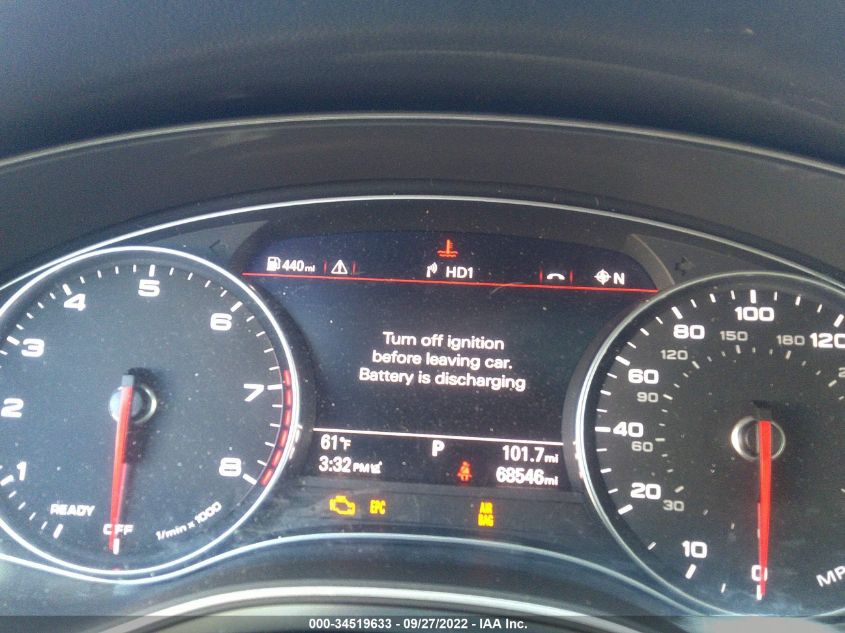 440 mi
HD1
N
Turn off ignition
before leaving car.
Battery is discharging
61°F
P
101.7 mi
3:32 PM
68546 mi
EPC
AIR
BAG
1
2
3
4
5
6
7
8
READY
OFF
1/min x 1000
0
10
20
30
40
60
60
90
80
120
100
150
120
180
000-34519633 / 09/27/2022 / IAA Inc.